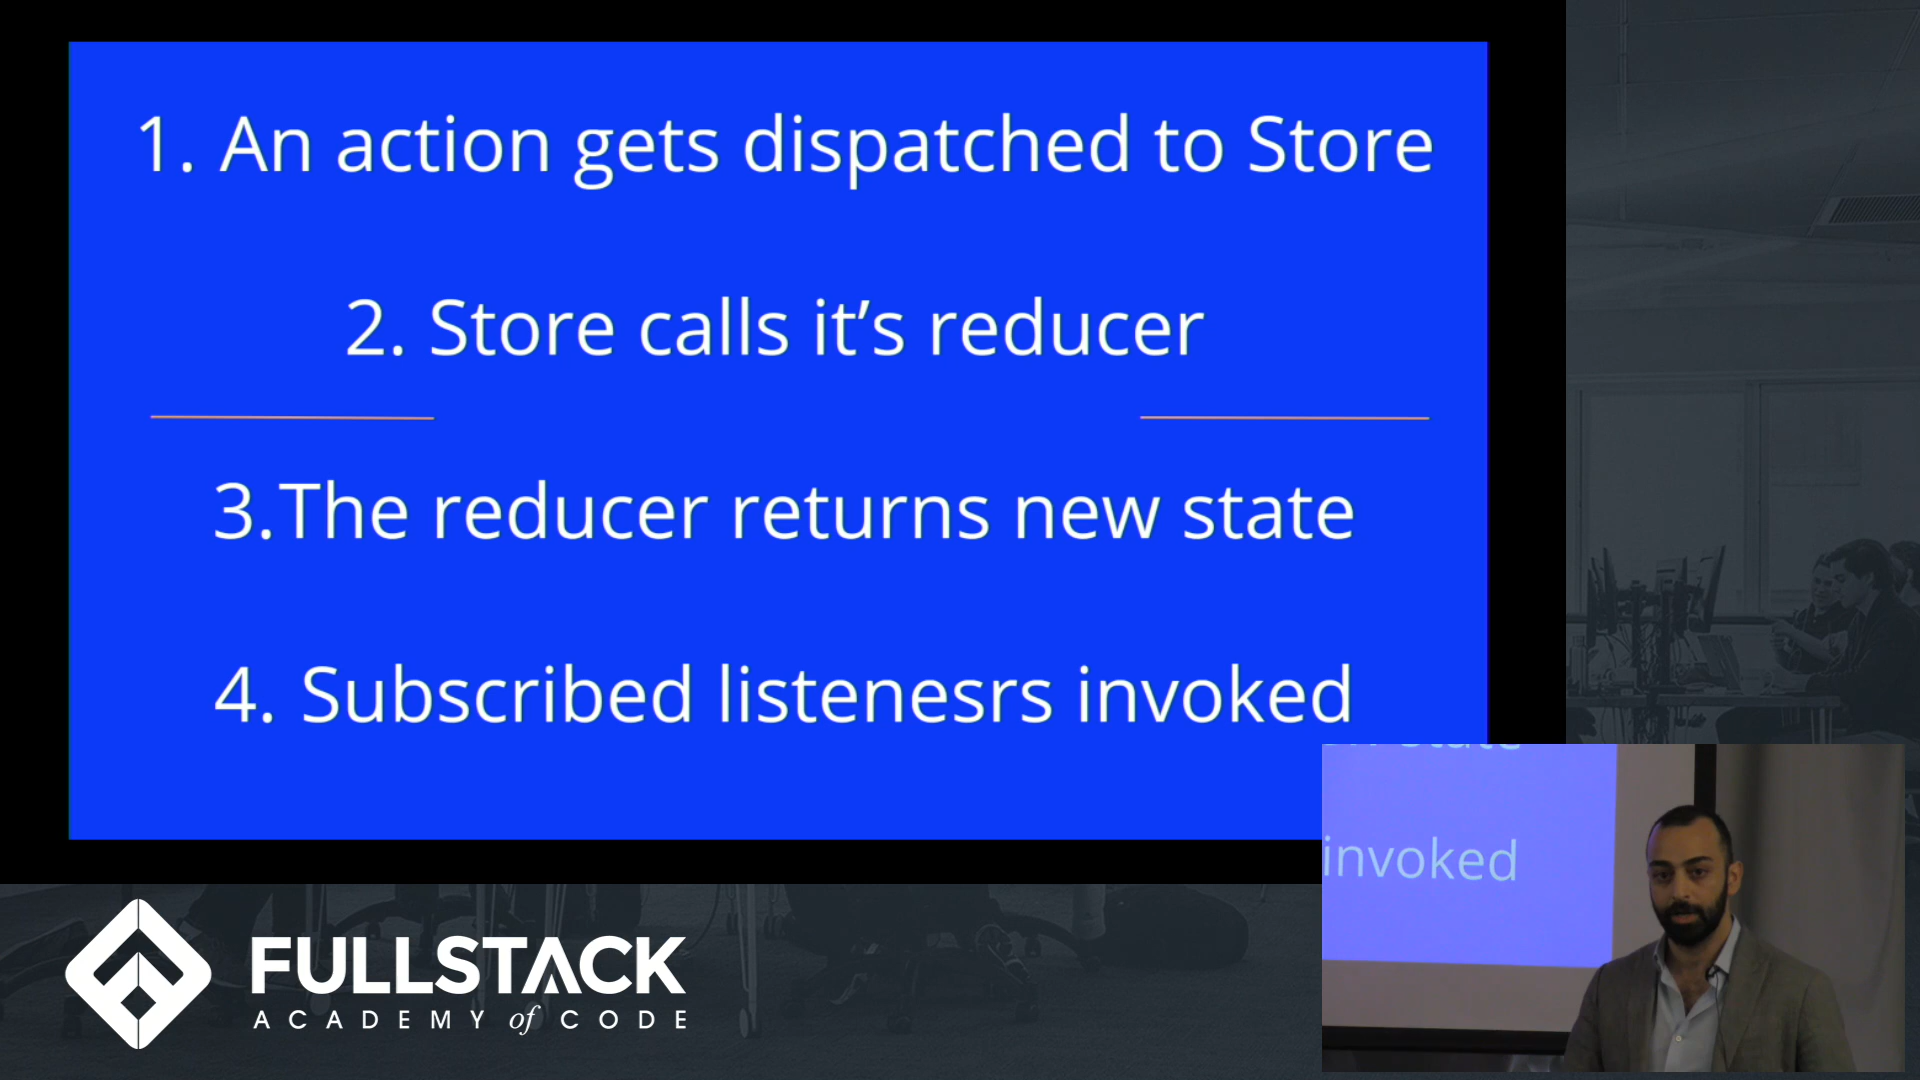 1. An action gets dispatched to Store
2. Store calls it’s reducer
3.The reducer returns new state
4. Subscribed listenesrs invoked
state
invoked
FULLSTACK
ACADEMY of CODE